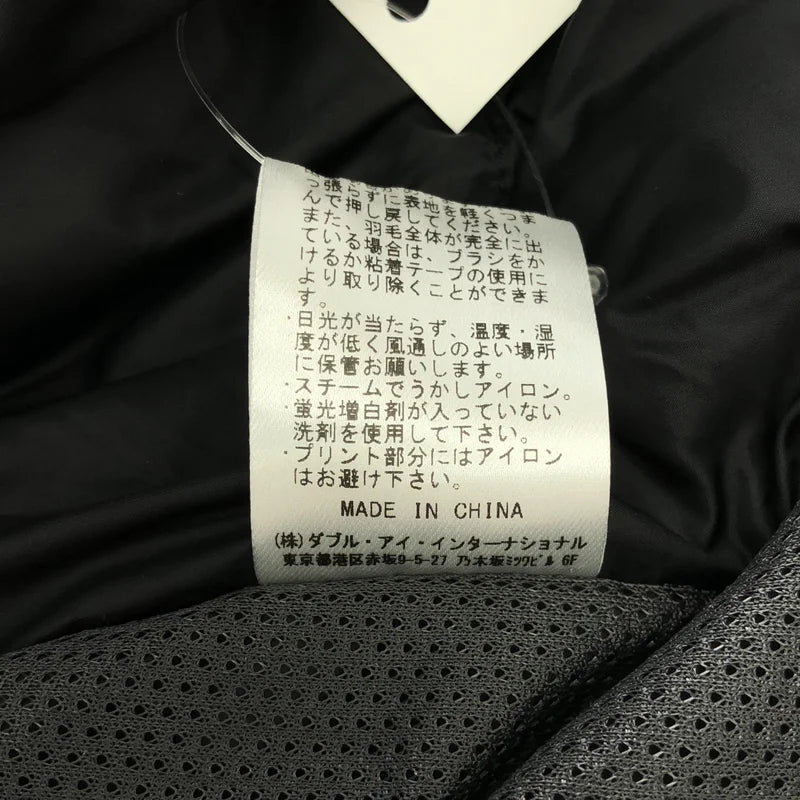 っ張らずに表地を軽くつま
んで押し戻してください。
また、羽毛全体が完全に出
ている場合は、ブラシをか
けるか粘着テープの使用に
より取り除くことができま
す。
・日光が当たらず、温度・湿
度が低く風通しのよい場所
に保管お願いします。
・スチームでうかしアイロン。
・蛍光増白剤が入っていない
洗剤を使用して下さい。
・プリント部分にはアイロン
はお避け下さい。
MADE IN CHINA
(株)ダブル・アイ・インターナショナル
東京都港区赤坂9-5-27 乃木坂ミツワビル 6F